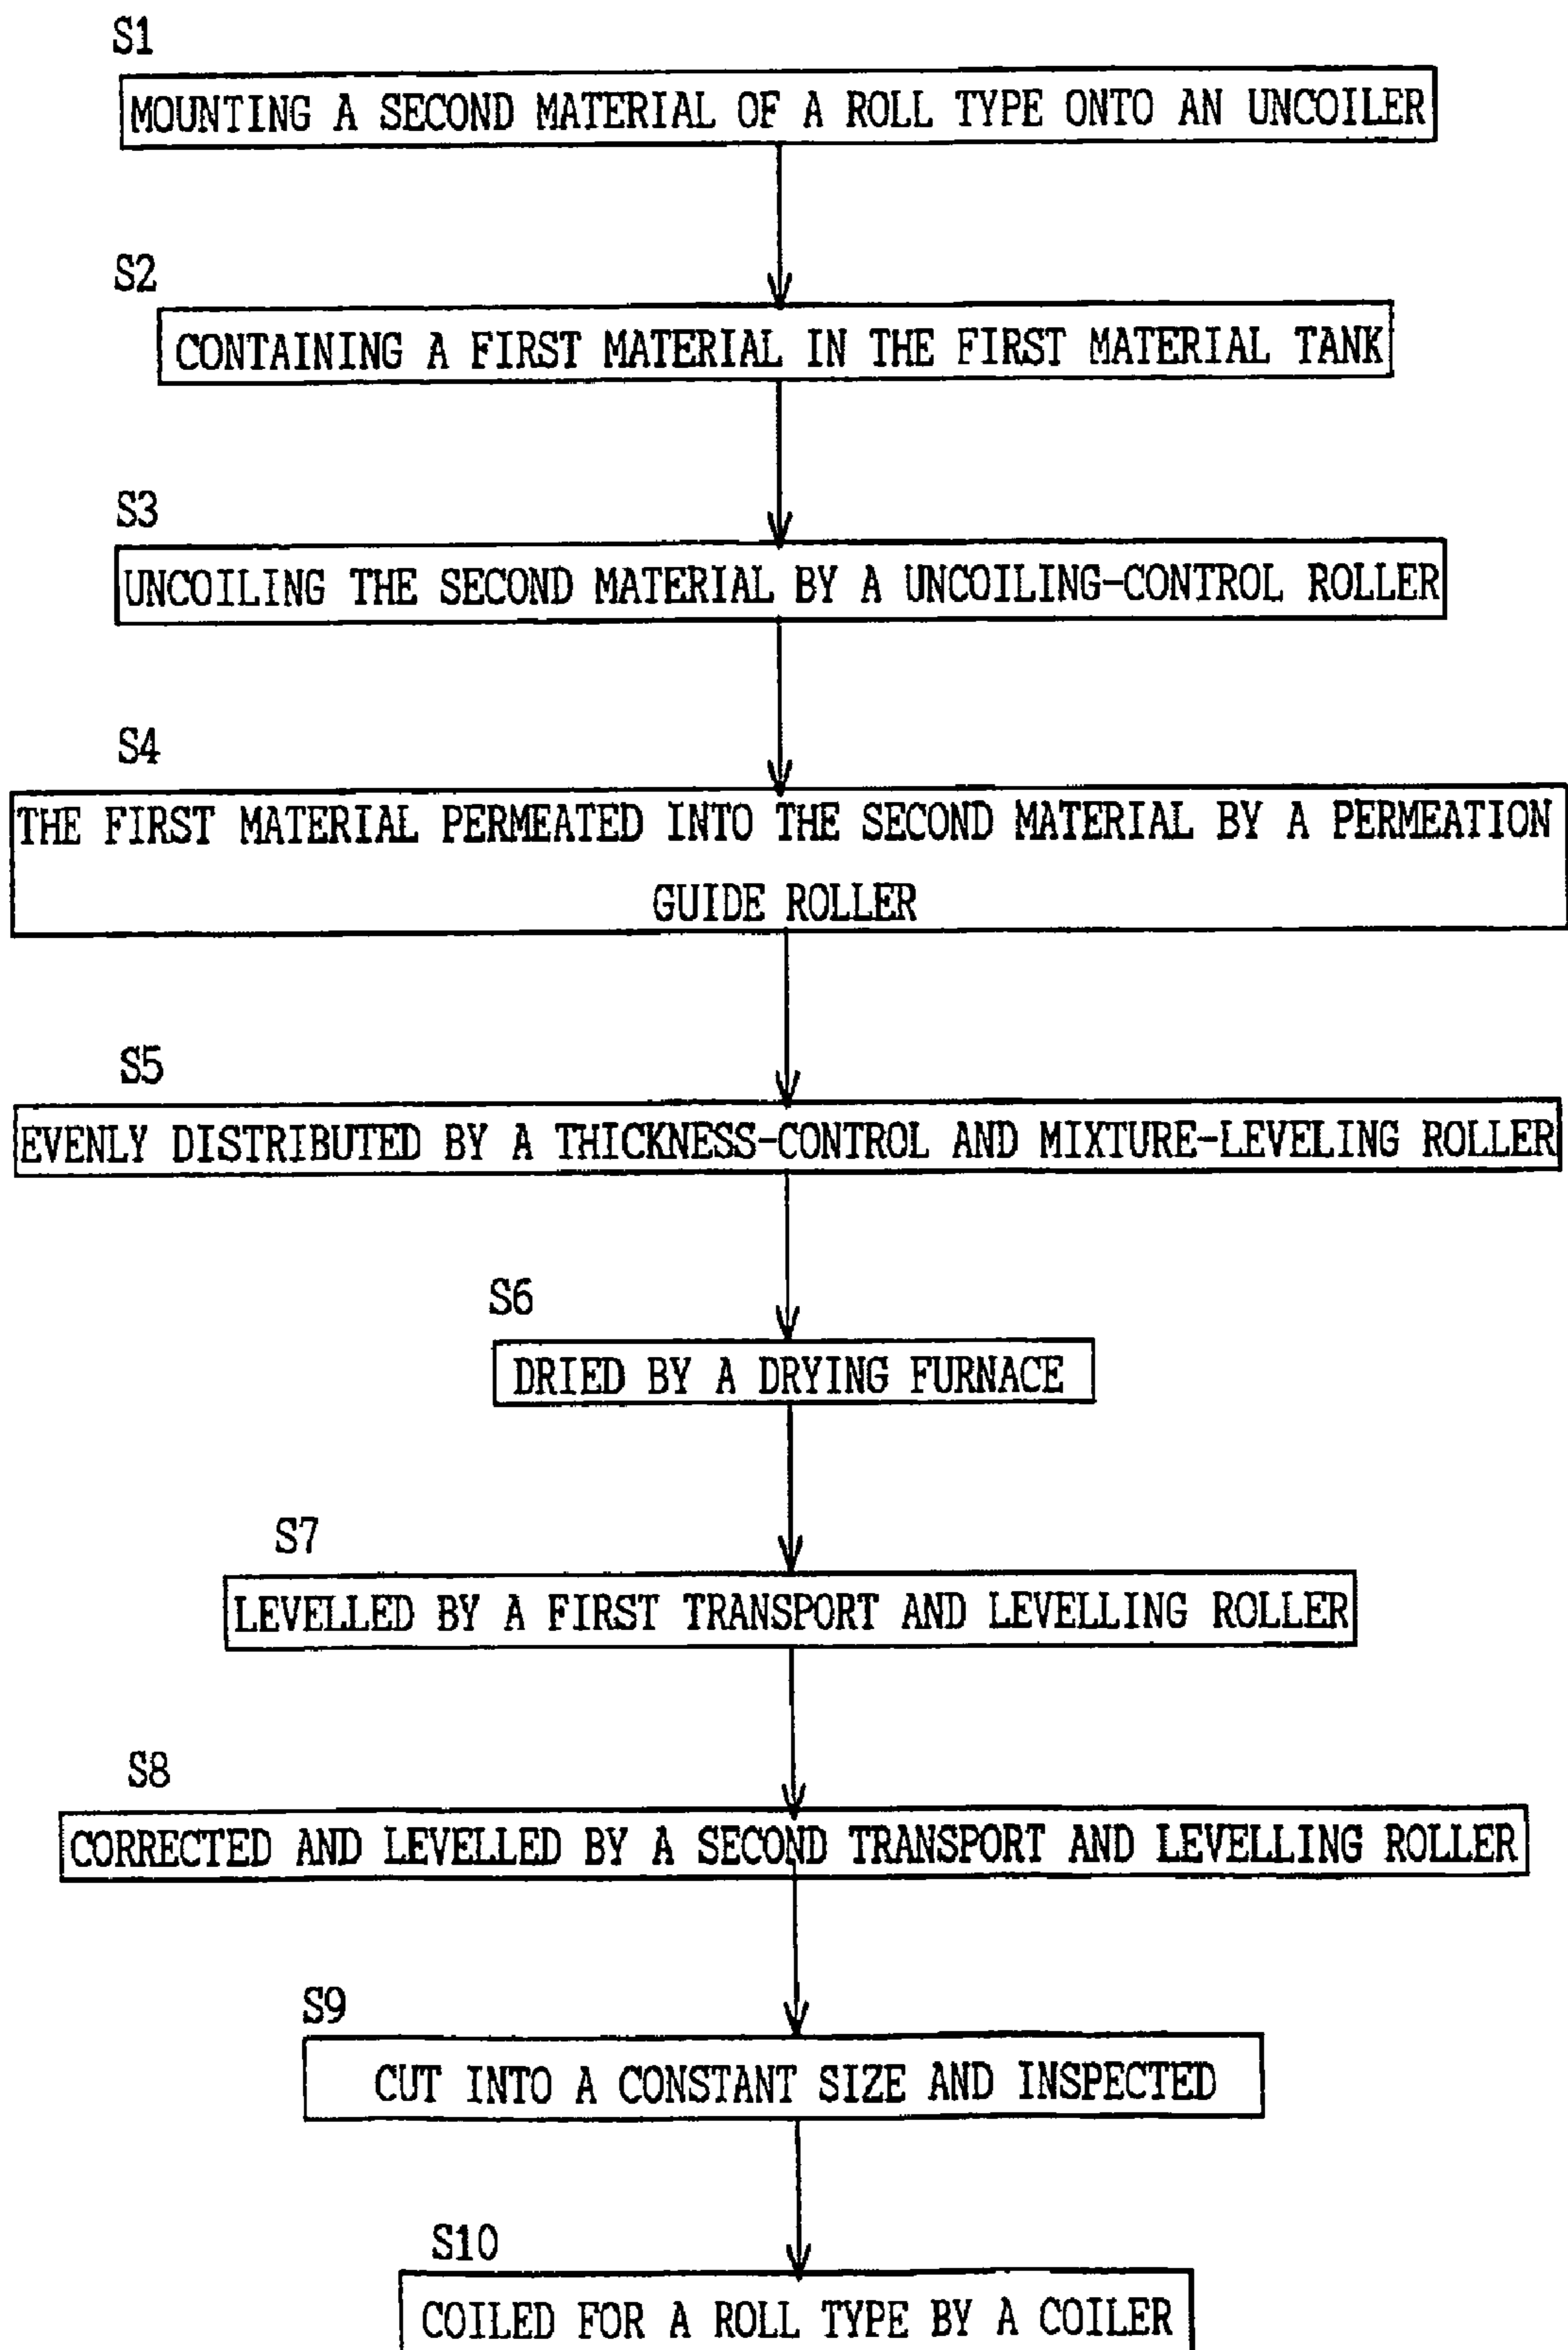 S1
MOUNTING A SECOND MATERIAL OF A ROLL TYPE ONTO AN UNCOILER
S2
CONTAINING A FIRST MATERIAL IN THE FIRST MATERIAL TANK
S3
UNCOILING THE SECOND MATERIAL BY A UNCOILING-CONTROL ROLLER
S4
THE FIRST MATERIAL PERMEATED INTO THE SECOND MATERIAL BY A PERMEATION
GUIDE ROLLER
S5
EVENLY DISTRIBUTED BY A THICKNESS-CONTROL AND MIXTURE-LEVELING ROLLER
S6
DRIED BY A DRYING FURNACE
S7
LEVELLED BY A FIRST TRANSPORT AND LEVELLING ROLLER
S8
CORRECTED AND LEVELLED BY A SECOND TRANSPORT AND LEVELLING ROLLER
S9
CUT INTO A CONSTANT SIZE AND INSPECTED
S10
COILED FOR A ROLL TYPE BY A COILER